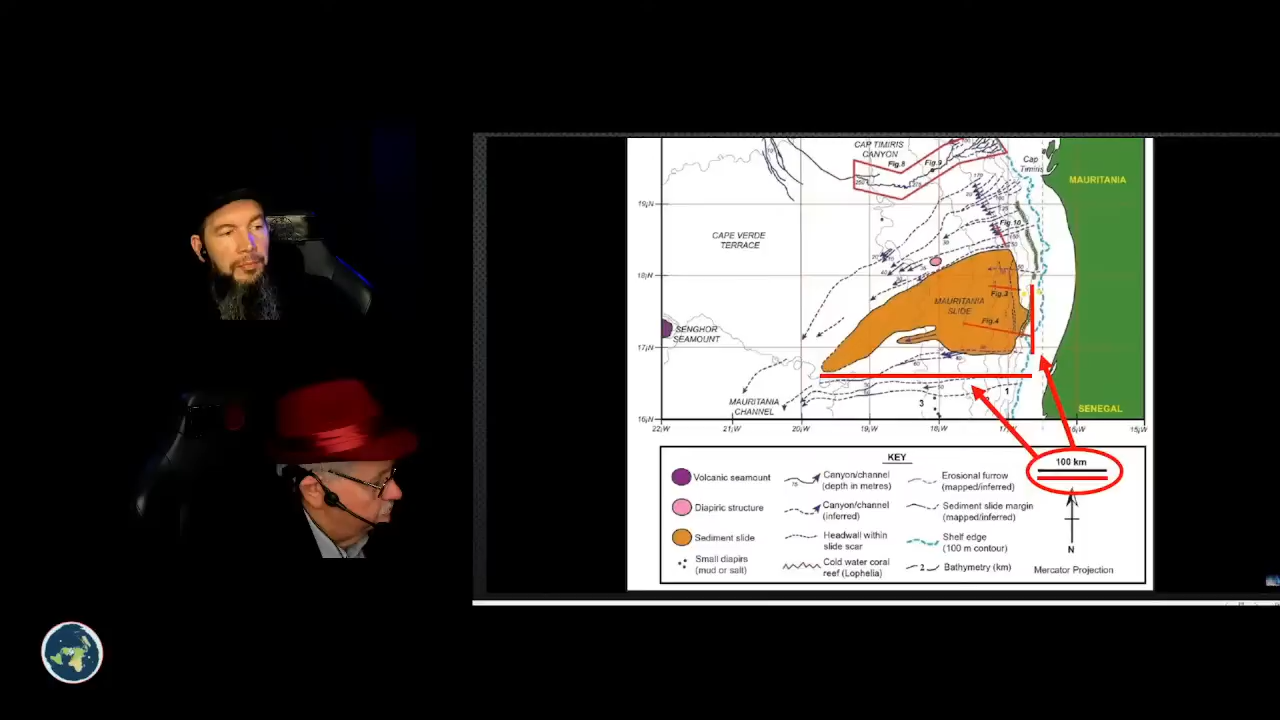 CAP TIMIRIS
CANYON
Fig.8
Fig.9
Cap
Timiris
MAURITANIA
19¡N
Fig.10
CAPE VERDE
TERRACE
18¡N
MAURITANIA
SLIDE
Fig.4
SENGHOR
SEAMOUNT
17¡N
MAURITANIA
CHANNEL
3
1
SENEGAL
16¡N
22¡W
21¡W
20¡W
19¡W
18¡W
15¡W
KEY
100 km
Volcanic seamount
Canyon/channel
(depth in metres)
Erosional furrow
(mapped/inferred)
Diapiric structure
Canyon/channel
(inferred)
Sediment slide margin
(mapped/inferred)
Sediment slide
Headwall within
slide scar
Shelf edge
(100 m contour)
N
Small diapirs
(mud or salt)
Cold water coral
reef (Lophelia)
2
Bathymetry (km)
Mercator Projection